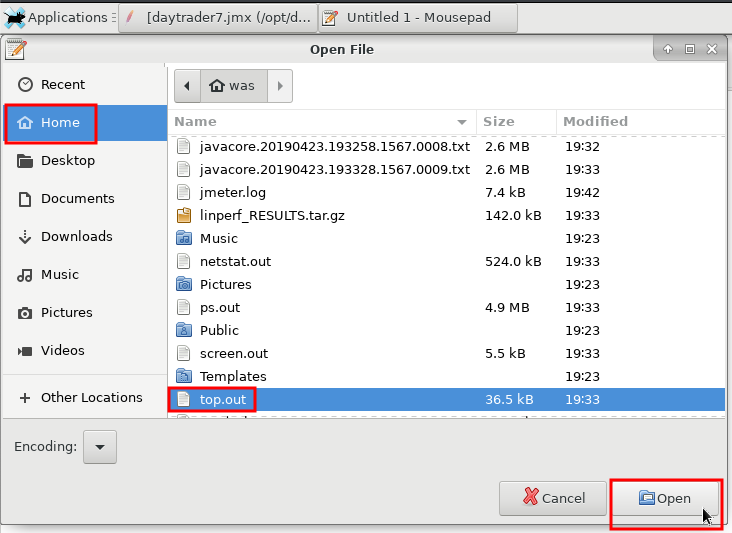 Applications [daytrader7.jmx (/opt/d... Untitled 1 - Mousepad
Open File
Recent
Home
Desktop
Documents
Downloads
Music
Pictures
Videos
Other Locations
was
Name Size Modified
javacore.20190423.193258.1567.0008.txt 2.6 MB 19:32
javacore.20190423.193328.1567.0009.txt 2.6 MB 19:33
jmeter.log 7.4 kB 19:42
linperf_RESULTS.tar.gz 142.0 kB 19:33
Music 19:23
netstat.out 524.0 kB 19:33
Pictures 19:23
ps.out 4.9 MB 19:33
Public 19:23
screen.out 5.5 kB 19:33
Templates 19:23
top.out 36.5 kB 19:33
Encoding:
Cancel Open